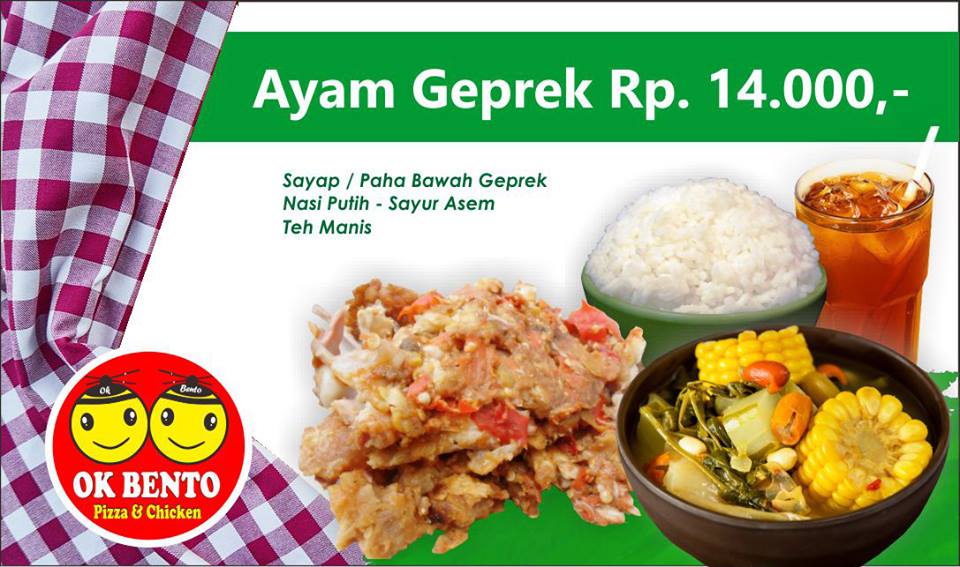 Ayam Geprek Rp. 14.000,-
Sayap / Paha Bawah Geprek
Nasi Putih - Sayur Asem
Teh Manis
Ok Bento
OK BENTO
Pizza & Chicken